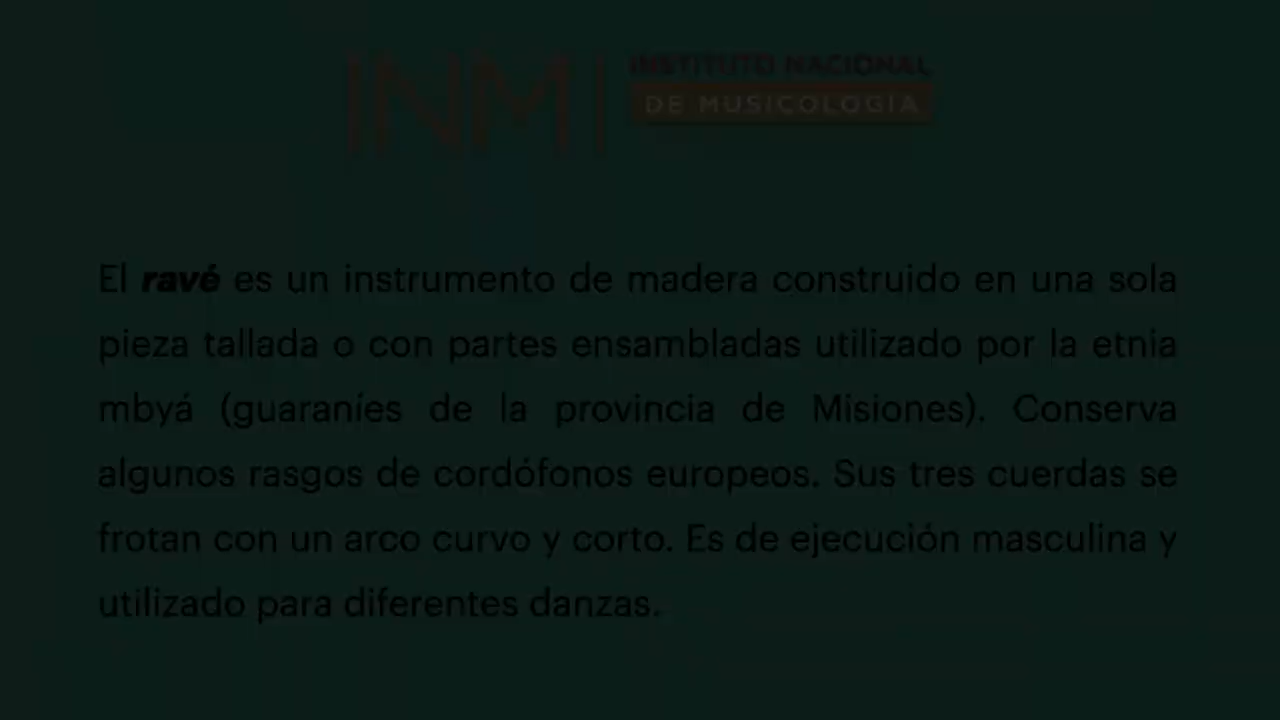 INM
INSTITUTO NACIONAL
DE MUSICOLOGÍA
El ravé es un instrumento de madera construido en una sola
pieza tallada o con partes ensambladas utilizado por la etnia
mbyá (guaraníes de la provincia de Misiones). Conserva
algunos rasgos de cordófonos europeos. Sus tres cuerdas se
frotan con un arco curvo y corto. Es de ejecución masculina y
utilizado para diferentes danzas.